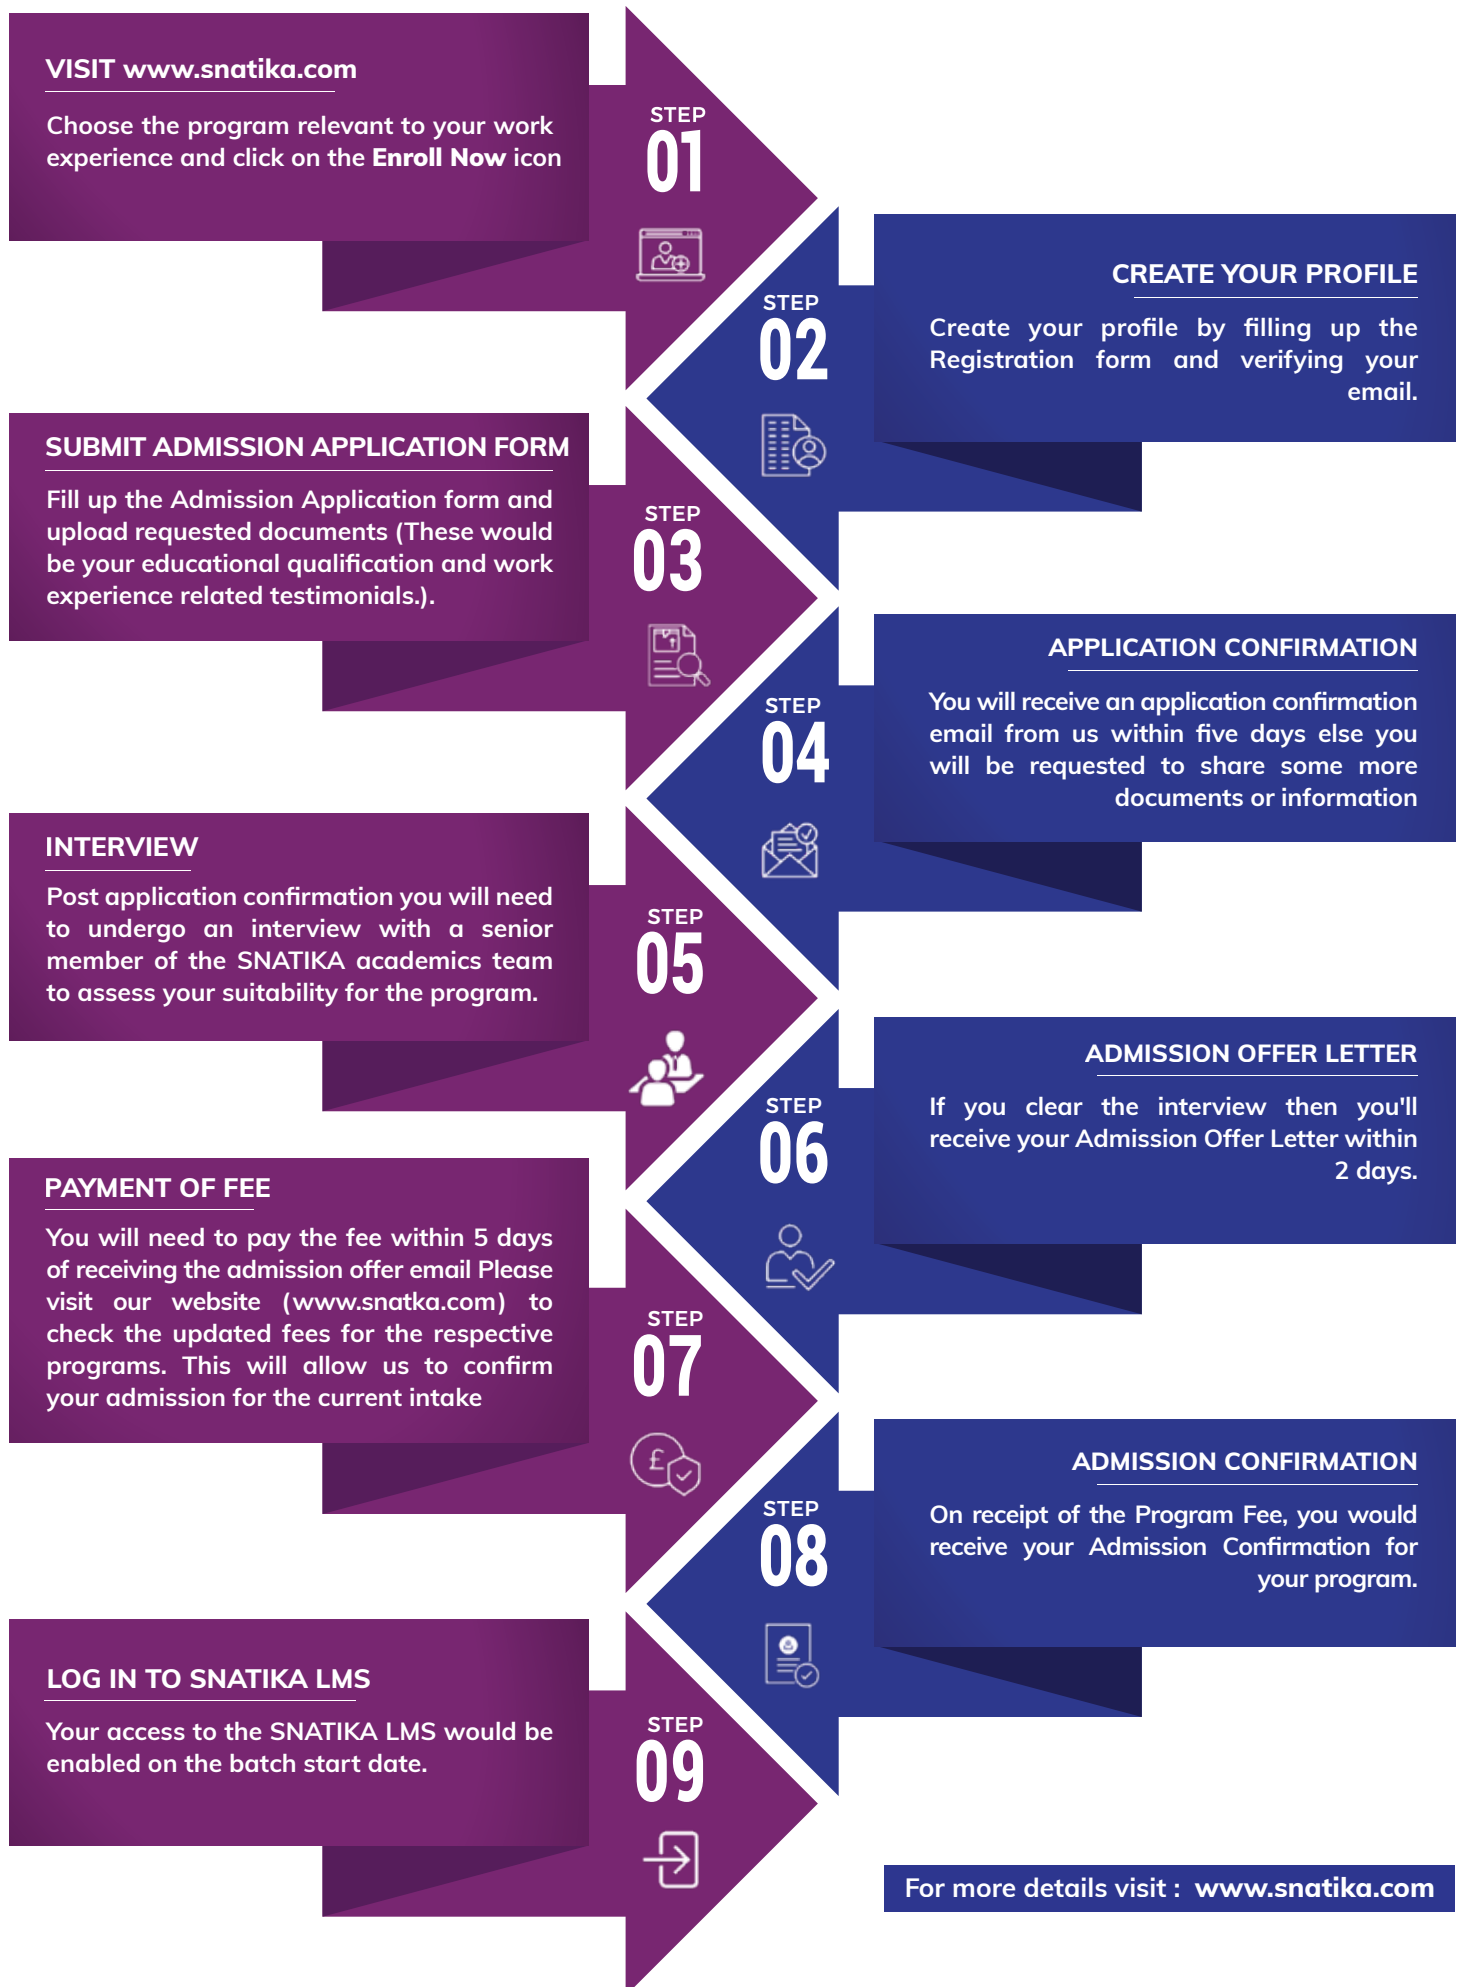 VISIT www.snatika.com
Choose the program relevant to your work
experience and click on the Enroll Now icon
STEP
01
CREATE YOUR PROFILE
Create your profile by filling up the
Registration form and verifying your
email.
STEP
02
SUBMIT ADMISSION APPLICATION FORM
Fill up the Admission Application form and
upload requested documents (These would
be your educational qualification and work
experience related testimonials.).
STEP
03
APPLICATION CONFIRMATION
You will receive an application confirmation
email from us within five days else you
will be requested to share some more
documents or information
STEP
04
INTERVIEW
Post application confirmation you will need
to undergo an interview with a senior
member of the SNATIKA academics team
to assess your suitability for the program.
STEP
05
ADMISSION OFFER LETTER
If you clear the interview then you'll
receive your Admission Offer Letter within
2 days.
STEP
06
PAYMENT OF FEE
You will need to pay the fee within 5 days
of receiving the admission offer email Please
visit our website (www.snatka.com) to
check the updated fees for the respective
programs. This will allow us to confirm
your admission for the current intake
STEP
07
£
ADMISSION CONFIRMATION
On receipt of the Program Fee, you would
receive your Admission Confirmation for
your program.
STEP
08
LOG IN TO SNATIKA LMS
Your access to the SNATIKA LMS would be
enabled on the batch start date.
STEP
09
For more details visit : www.snatika.com